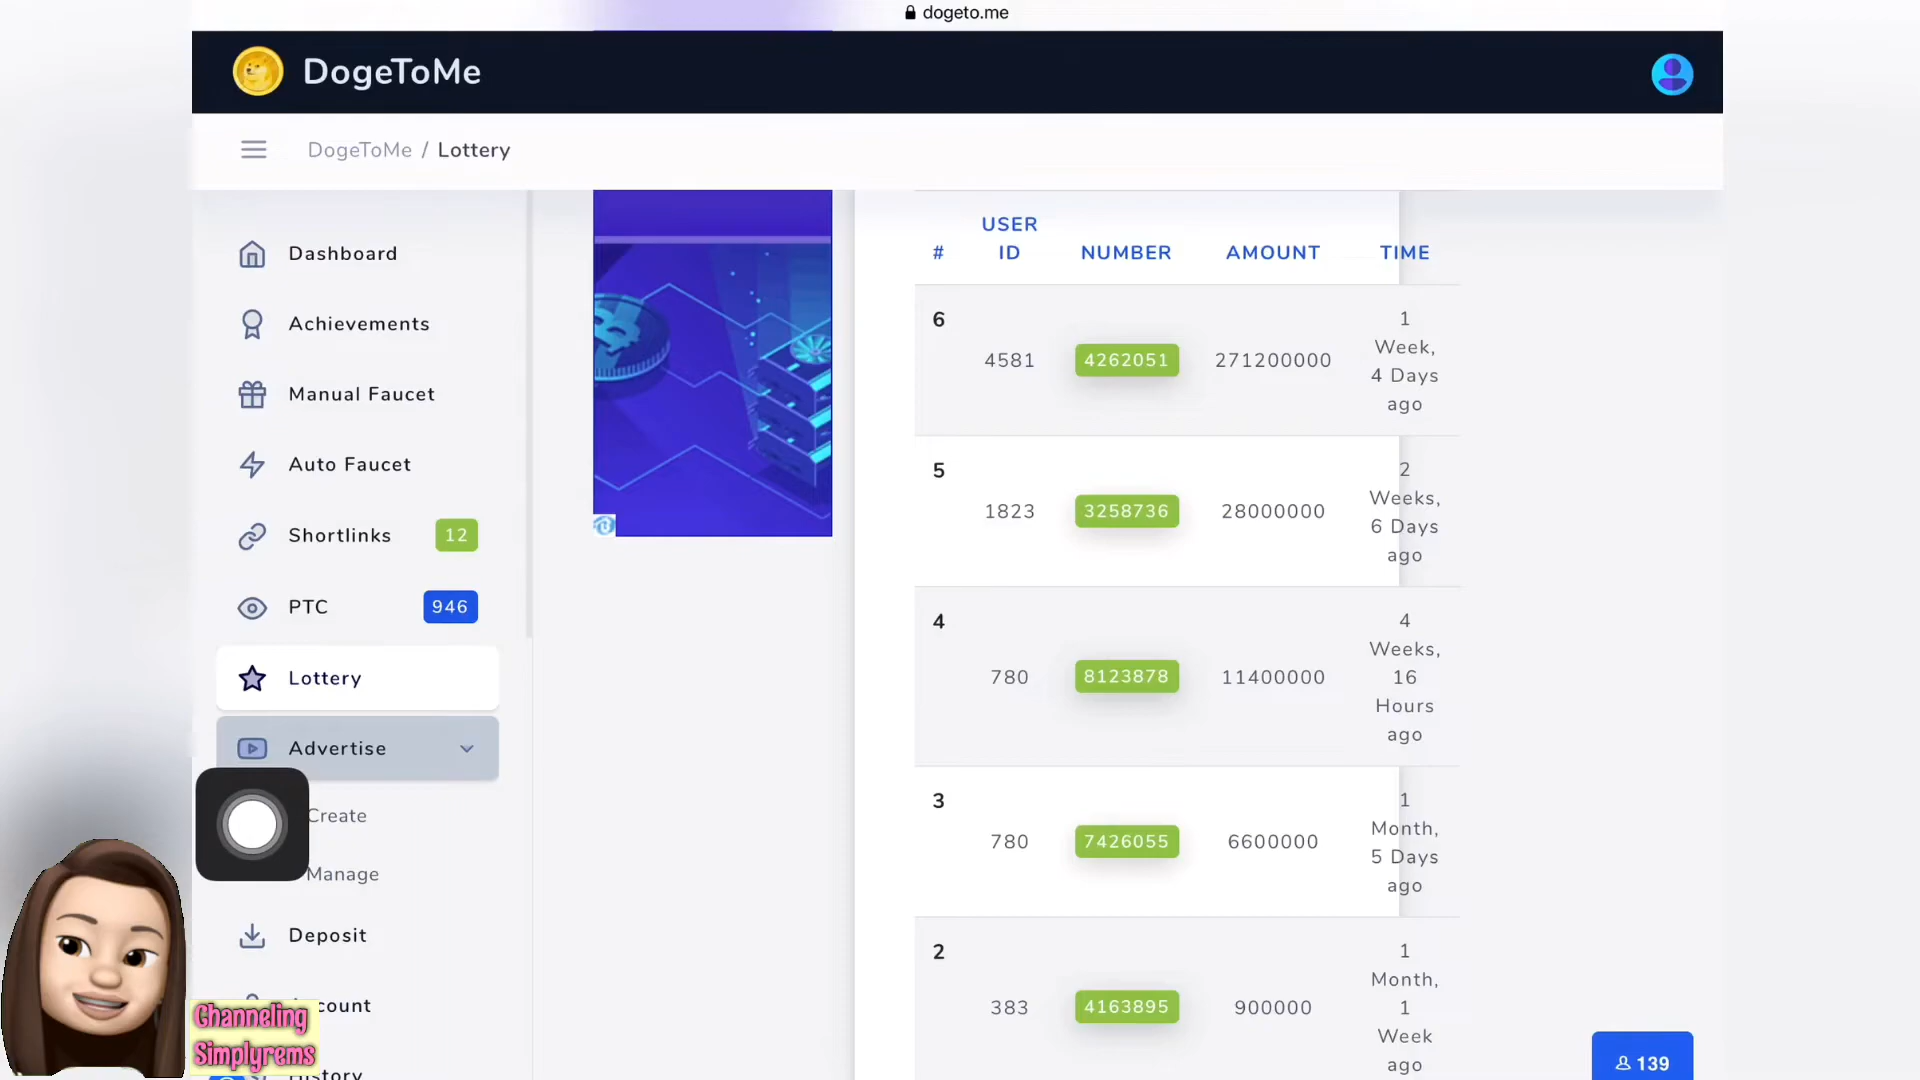 dogeto.me
DogeToMe
DogeToMe / Lottery
Dashboard
Achievements
Manual Faucet
Auto Faucet
Shortlinks 12
PTC 946
Lottery
Advertise
Create
Manage
Deposit
count
History
# USER ID NUMBER AMOUNT TIME
6 4581 4262051 271200000 1 Week, 4 Days ago
5 1823 3258736 28000000 2 Weeks, 6 Days ago
4 780 8123878 11400000 4 Weeks, 16 Hours ago
3 780 7426055 6600000 1 Month, 5 Days ago
2 383 4163895 900000 1 Month, 1 Week ago
139
Channeling
Simplyrems